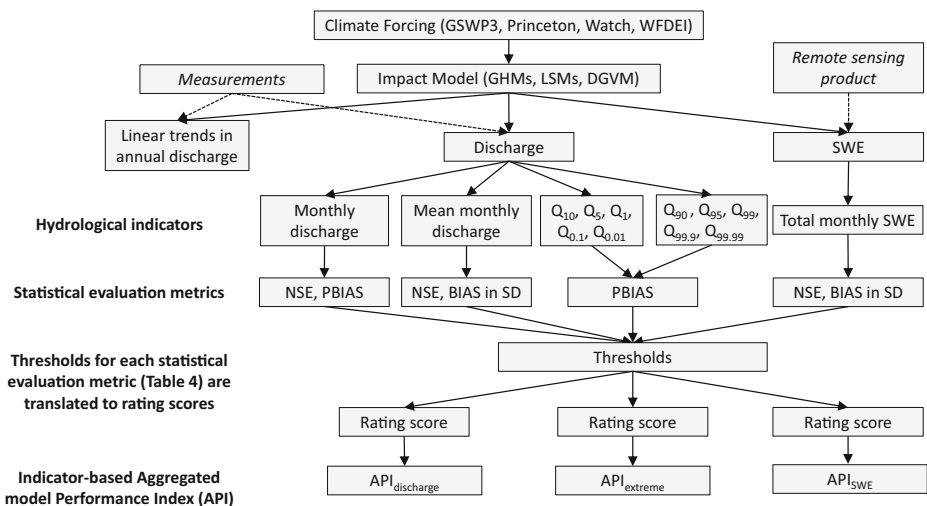 Climate Forcing (GSWP3, Princeton, Watch, WFDEI)
Measurements
Impact Model (GHMs, LSMs, DGVM)
Remote sensing
product
Linear trends in
annual discharge
Discharge
SWE
Hydrological indicators
Monthly
discharge
Mean monthly
discharge
Q10, Q5, Q1,
Q0.1, Q0.01
Q90 , Q95, Q99,
Q99.9, Q99.99
Total monthly SWE
Statistical evaluation metrics
NSE, PBIAS
NSE, BIAS in SD
PBIAS
NSE, BIAS in SD
Thresholds for each statistical
evaluation metric (Table 4) are
translated to rating scores
Thresholds
Rating score
Rating score
Rating score
Indicator-based Aggregated
model Performance Index (API)
APIdischarge
APIextreme
APISWE